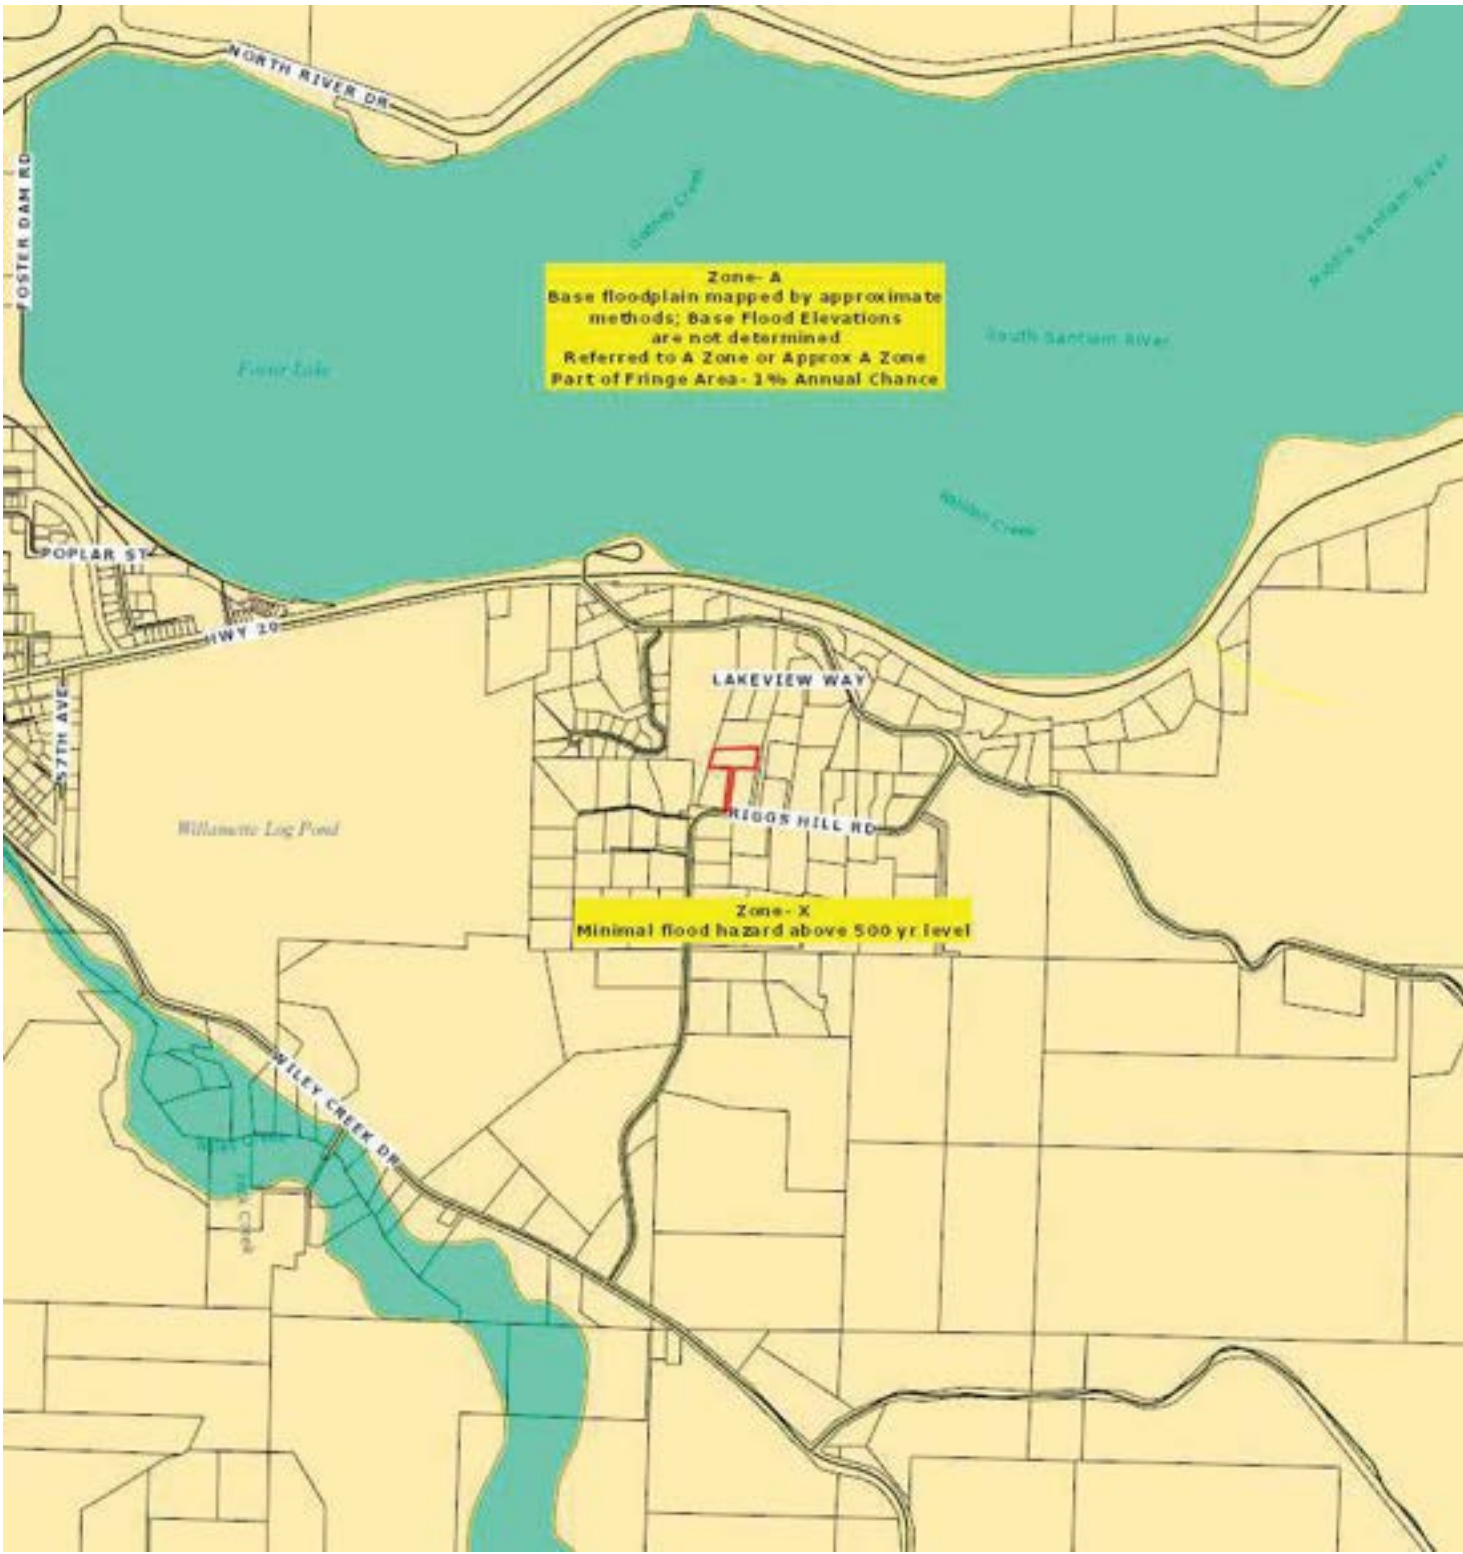 NORTH RIVER DR
FOSTER DAM RD
Middle Santiam River
Zone- A
Base floodplain mapped by approximate
methods; Base Flood Elevations
are not determined
Referred to A Zone or Approx A Zone
Part of Fringe Area- 1% Annual Chance
South Santiam River
Lake
Creek
POPLAR ST
HWY 20
LAKEVIEW WAY
57TH AVE
RIGGS HILL RD
Willamette Log Pond
Zone- X
Minimal flood hazard above 500 yr level
WILEY CREEK DR
Creek